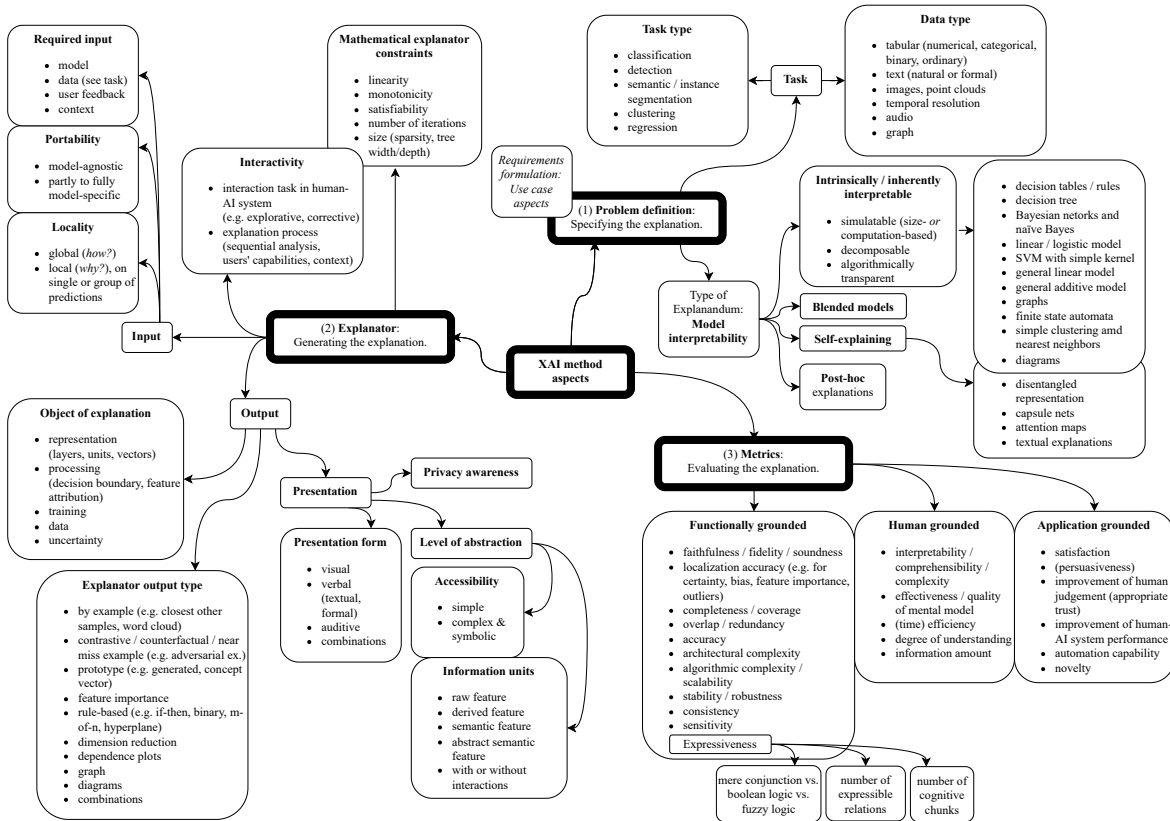 Required input
• model
• data (see task)
• user feedback
• context
Portability
• model-agnostic
• partly to fully
model-specific
Locality
• global (how?)
• local (why?), on
single or group of
predictions
Input
Mathematical explanator
constraints
• linearity
• monotonicity
• satisfiability
• number of iterations
• size (sparsity, tree
width/depth)
Interactivity
• interaction task in human-
AI system
(e.g. explorative, corrective)
• explanation process
(sequential analysis,
users' capabilities, context)
(2) Explanator:
Generating the explanation.
XAI method
aspects
Requirements
formulation:
Use case
aspects
(1) Problem definition:
Specifying the explanation.
Task type
• classification
• detection
• semantic / instance
segmentation
• clustering
• regression
Task
Data type
• tabular (numerical, categorical,
binary, ordinary)
• text (natural or formal)
• images, point clouds
• temporal resolution
• audio
• graph
Type of
Explanandum:
Model
interpretability
Intrinsically / inherently
interpretable
• simulatable (size- or
computation-based)
• decomposable
• algorithmically
transparent
Blended models
Self-explaining
Post-hoc
explanations
• decision tables / rules
• decision tree
• Bayesian netorks and
naïve Bayes
• linear / logistic model
• SVM with simple kernel
• general linear model
• general additive model
• graphs
• finite state automata
• simple clustering amd
nearest neighbors
• diagrams
• disentangled
representation
• capsule nets
• attention maps
• textual explanations
Output
Object of explanation
• representation
(layers, units, vectors)
• processing
(decision boundary, feature
attribution)
• training
• data
• uncertainty
Explanator output type
• by example (e.g. closest other
samples, word cloud)
• contrastive / counterfactual / near
miss example (e.g. adversarial ex.)
• prototype (e.g. generated, concept
vector)
• feature importance
• rule-based (e.g. if-then, binary, m-
of-n, hyperplane)
• dimension reduction
• dependence plots
• graph
• diagrams
• combinations
Presentation
Privacy awareness
Presentation form
• visual
• verbal
(textual,
formal)
• auditive
• combinations
Level of abstraction
Accessibility
• simple
• complex &
symbolic
Information units
• raw feature
• derived feature
• semantic feature
• abstract semantic
feature
• with or without
interactions
(3) Metrics:
Evaluating the explanation.
Functionally grounded
• faithfulness / fidelity / soundness
• localization accuracy (e.g. for
certainty, bias, feature importance,
outliers)
• completeness / coverage
• overlap / redundancy
• accuracy
• architectural complexity
• algorithmic complexity /
scalability
• stability / robustness
• consistency
• sensitivity
Expressiveness
mere conjunction vs.
boolean logic vs.
fuzzy logic
number of
expressible
relations
number of
cognitive
chunks
Human grounded
• interpretability /
comprehensibility /
complexity
• effectiveness / quality
of mental model
• (time) efficiency
• degree of understanding
• information amount
Application grounded
• satisfaction
• (persuasiveness)
• improvement of human
judgement (appropriate
trust)
• improvement of human-
AI system performance
• automation capability
• novelty